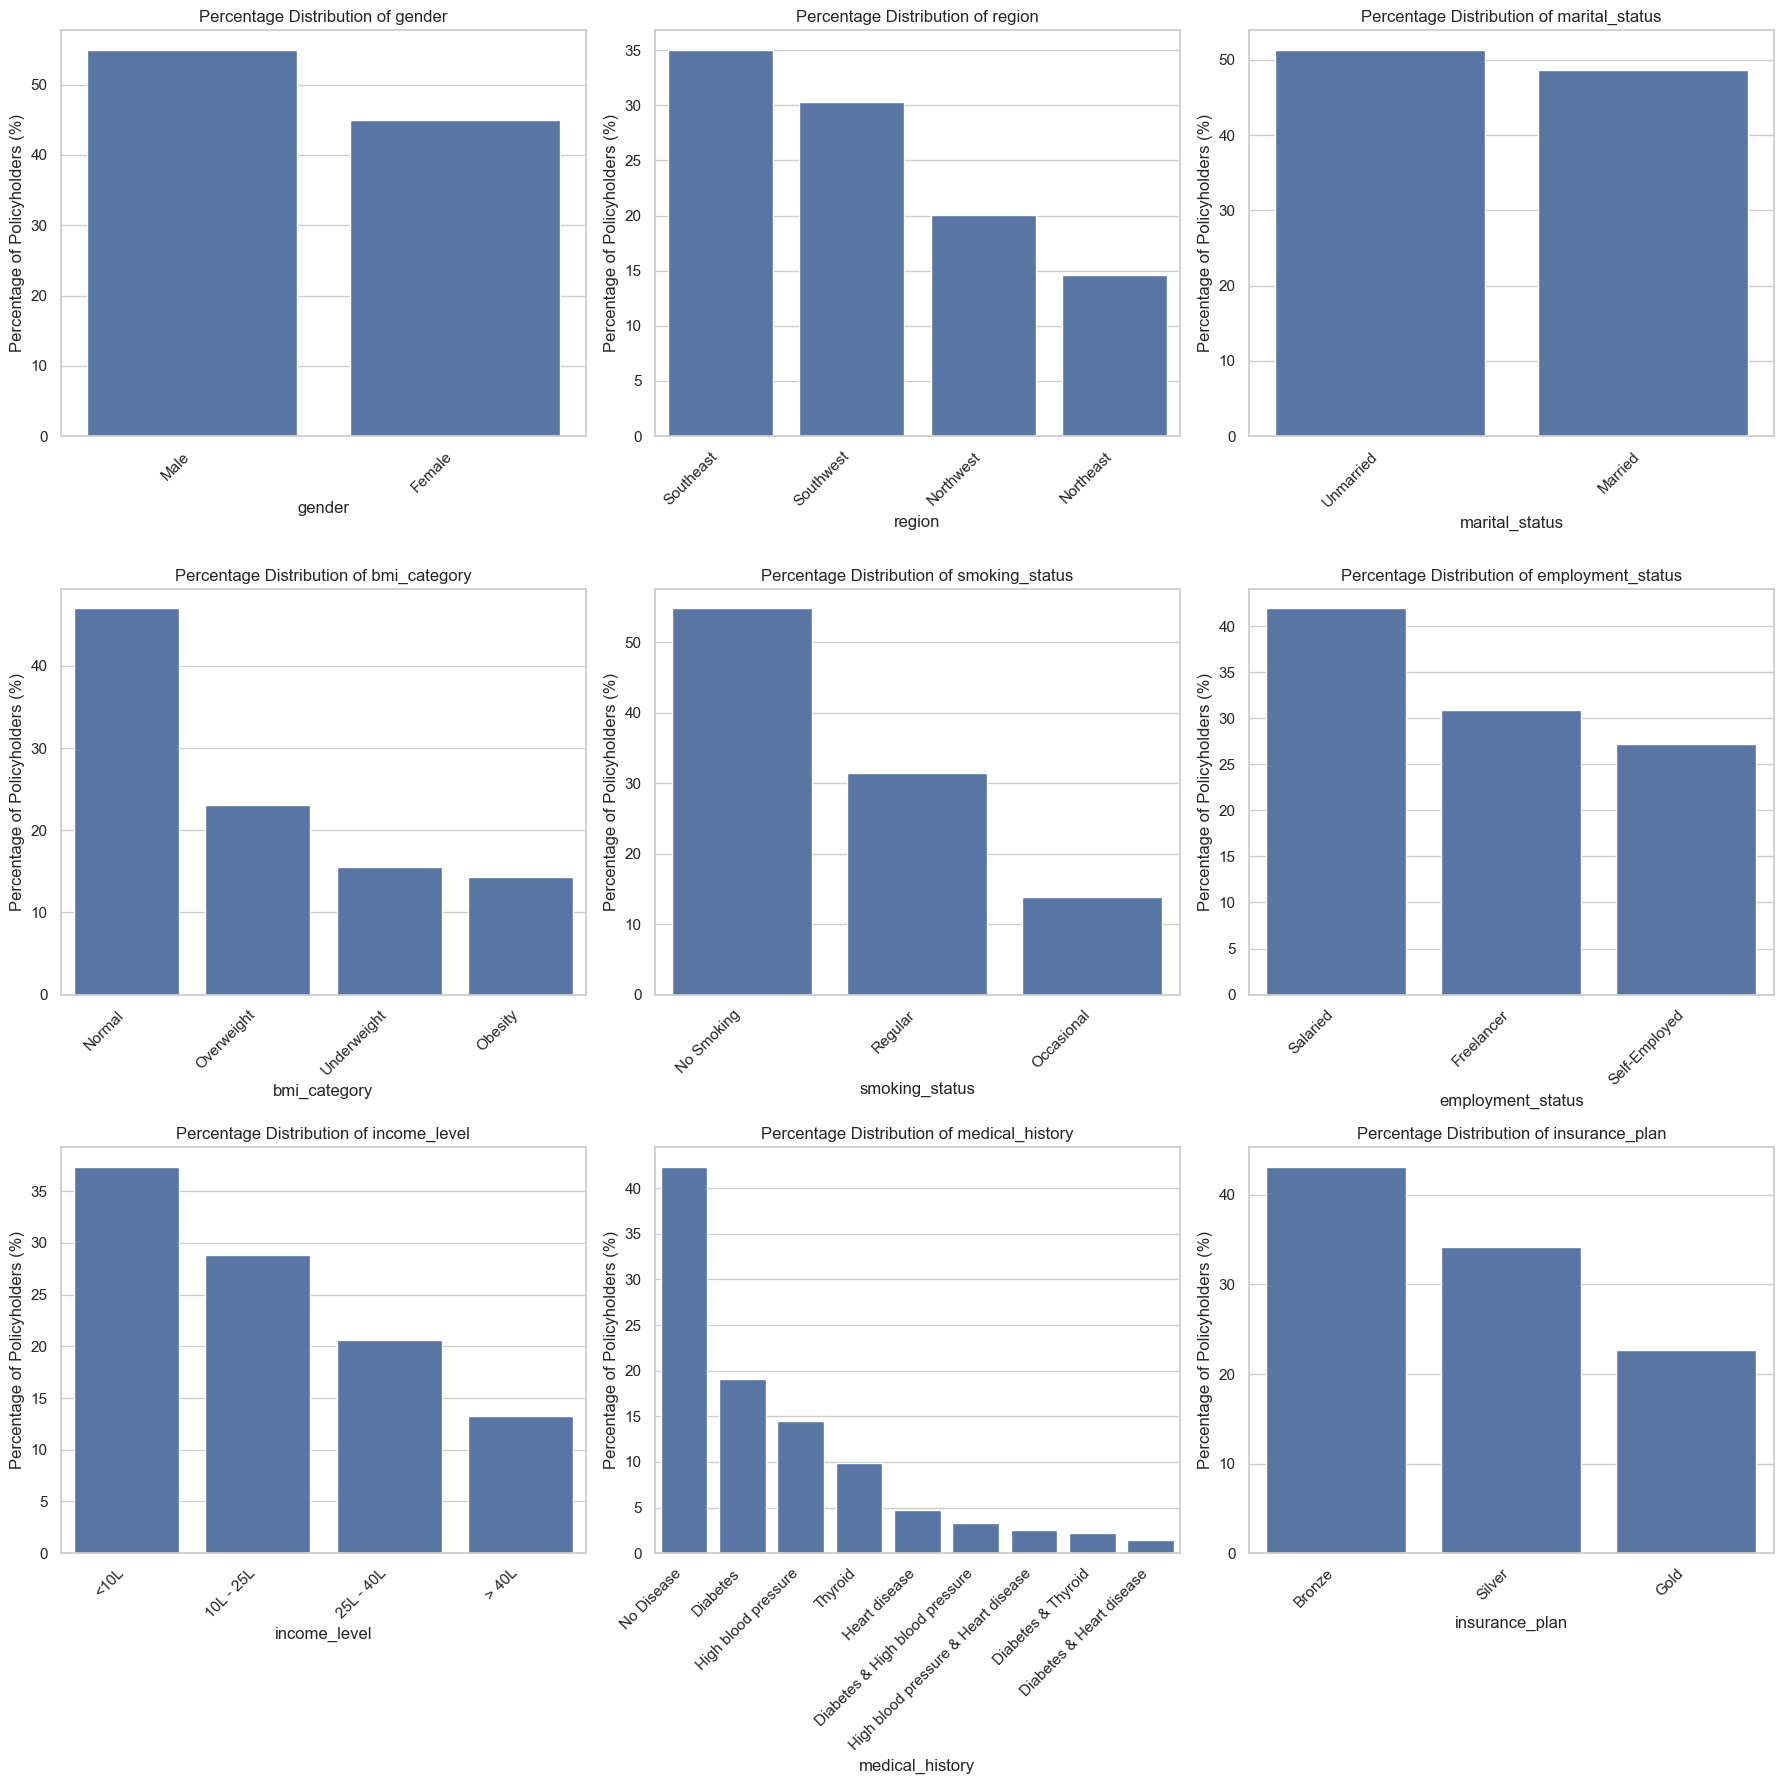 Percentage Distribution of gender
Percentage of Policyholders (%)
50
40
30
20
10
0
Male
Female
gender
Percentage Distribution of region
Percentage of Policyholders (%)
35
30
25
20
15
10
5
0
Southeast
Southwest
Northwest
Northeast
region
Percentage Distribution of marital_status
Percentage of Policyholders (%)
50
40
30
20
10
0
Unmarried
Married
marital_status
Percentage Distribution of bmi_category
Percentage of Policyholders (%)
40
30
20
10
0
Normal
Overweight
Underweight
Obesity
bmi_category
Percentage Distribution of smoking_status
Percentage of Policyholders (%)
50
40
30
20
10
0
No Smoking
Regular
Occasional
smoking_status
Percentage Distribution of employment_status
Percentage of Policyholders (%)
40
35
30
25
20
15
10
5
0
Salaried
Freelancer
Self-Employed
employment_status
Percentage Distribution of income_level
Percentage of Policyholders (%)
35
30
25
20
15
10
5
0
<10L
10L - 25L
25L - 40L
> 40L
income_level
Percentage Distribution of medical_history
Percentage of Policyholders (%)
40
35
30
25
20
15
10
5
0
No Disease
Diabetes
High blood pressure
Thyroid
Heart disease
Diabetes & High blood pressure
High blood pressure & Heart disease
Diabetes & Thyroid
Diabetes & Heart disease
medical_history
Percentage Distribution of insurance_plan
Percentage of Policyholders (%)
40
30
20
10
0
Bronze
Silver
Gold
insurance_plan